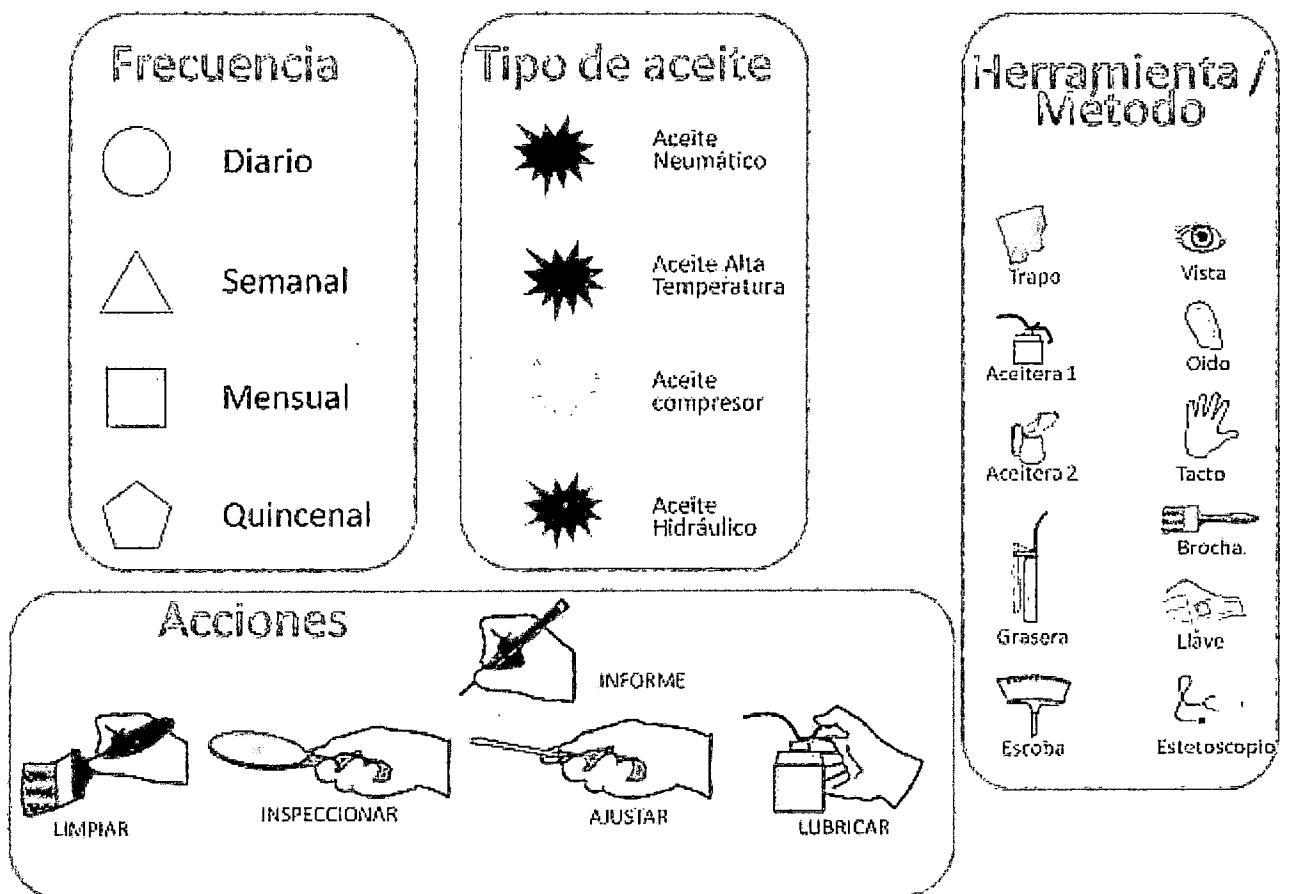 Frecuencia
Diario
Semanal
Mensual
Quincenal
Tipo de aceite
Aceite
Neumático
Aceite Alta
Temperatura
Aceite
compresor
Aceite
Hidráulico
Herramienta /
Método
Trapo
Vista
Aceitera 1
Oido
Aceitera 2
Tacto
Brocha.
Grasera
Llave
Escoba
Estetoscopio
Acciones
INFORME
LIMPIAR
INSPECCIONAR
AJUSTAR
LUBRICAR